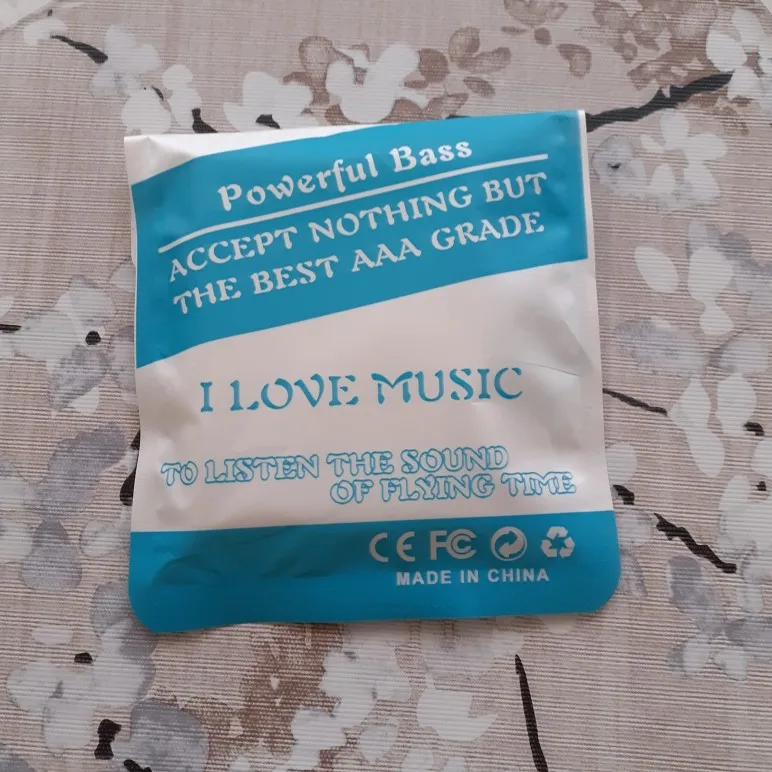 Powerful Bass
ACCEPT NOTHING BUT
THE BEST AAA GRADE
I LOVE MUSIC
TO LISTEN THE SOUND
OF FLYING TIME
CE FC
MADE IN CHINA